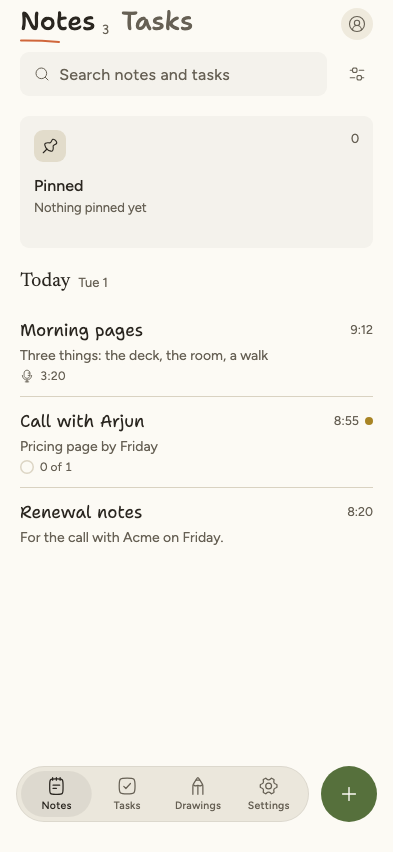 Notes 3 Tasks
Search notes and tasks
0
Pinned
Nothing pinned yet
Today Tue 1
Morning pages 9:12
Three things: the deck, the room, a walk
3:20
Call with Arjun 8:55
Pricing page by Friday
0 of 1
Renewal notes 8:20
For the call with Acme on Friday.
Notes Tasks Drawings Settings